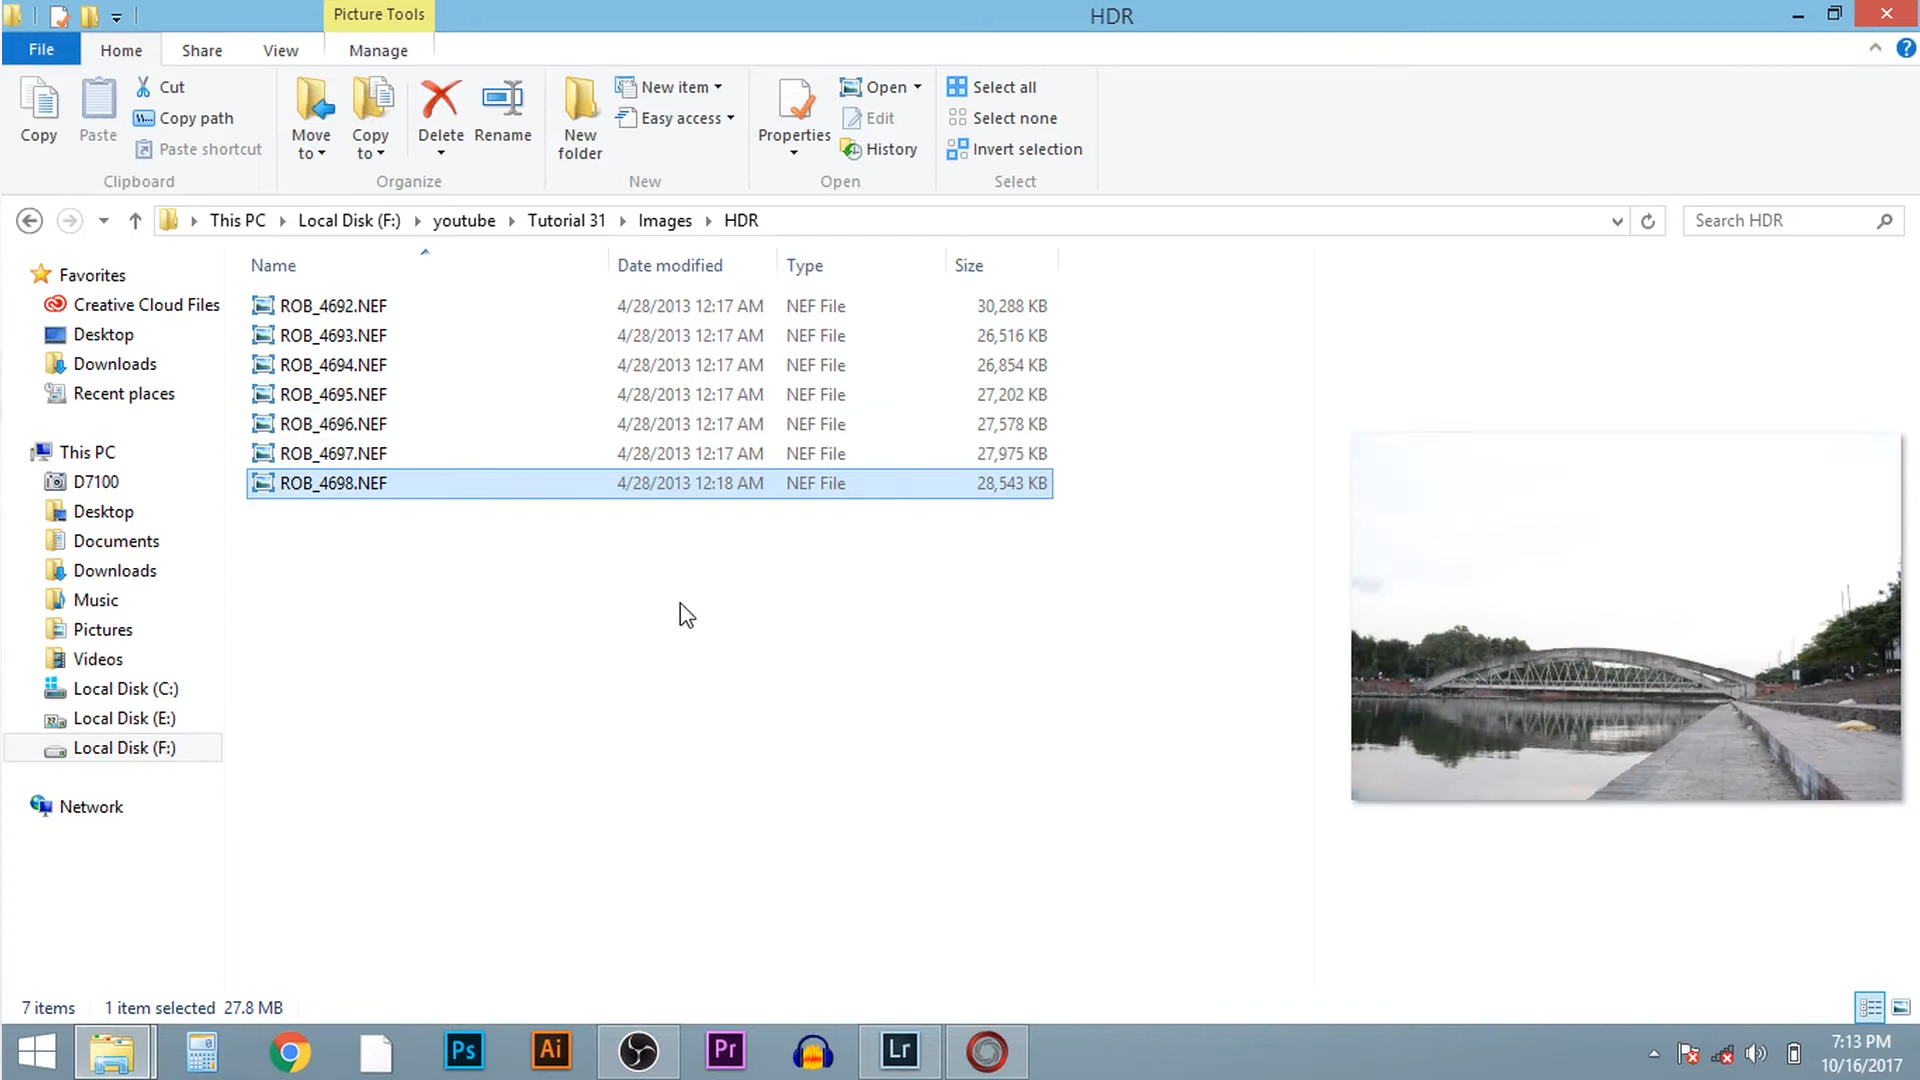 Picture Tools
HDR
File Home Share View Manage
Copy
Paste
Cut
Copy path
Paste shortcut
Clipboard
Move to
Copy to
Delete
Rename
Organize
New folder
New item
Easy access
New
Properties
Open
Edit
History
Open
Select all
Select none
Invert selection
Select
This PC Local Disk (F:) youtube Tutorial 31 Images HDR
Search HDR
Favorites
Creative Cloud Files
Desktop
Downloads
Recent places
This PC
D7100
Desktop
Documents
Downloads
Music
Pictures
Videos
Local Disk (C:)
Local Disk (E:)
Local Disk (F:)
Network
Name Date modified Type Size
ROB_4692.NEF 4/28/2013 12:17 AM NEF File 30,288 KB
ROB_4693.NEF 4/28/2013 12:17 AM NEF File 26,516 KB
ROB_4694.NEF 4/28/2013 12:17 AM NEF File 26,854 KB
ROB_4695.NEF 4/28/2013 12:17 AM NEF File 27,202 KB
ROB_4696.NEF 4/28/2013 12:17 AM NEF File 27,578 KB
ROB_4697.NEF 4/28/2013 12:17 AM NEF File 27,975 KB
ROB_4698.NEF 4/28/2013 12:18 AM NEF File 28,543 KB
7 items 1 item selected 27.8 MB
Ps Ai Pr Lr
7:13 PM
10/16/2017